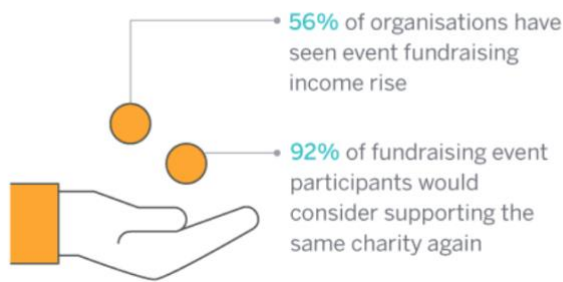 56% of organisations have
seen event fundraising
income rise
92% of fundraising event
participants would
consider supporting the
same charity again